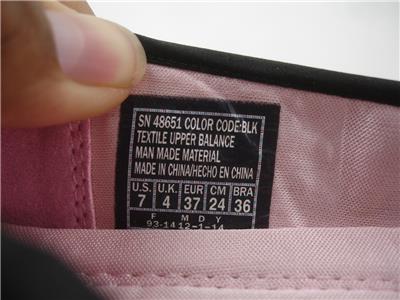 SN 48651 COLOR CODE:BLK
TEXTILE UPPER BALANCE
MAN MADE MATERIAL
MADE IN CHINA/HECHO EN CHINA
U.S. U.K. EUR CM BRA
7 4 37 24 36
F M D Y
93-14 12-1-14